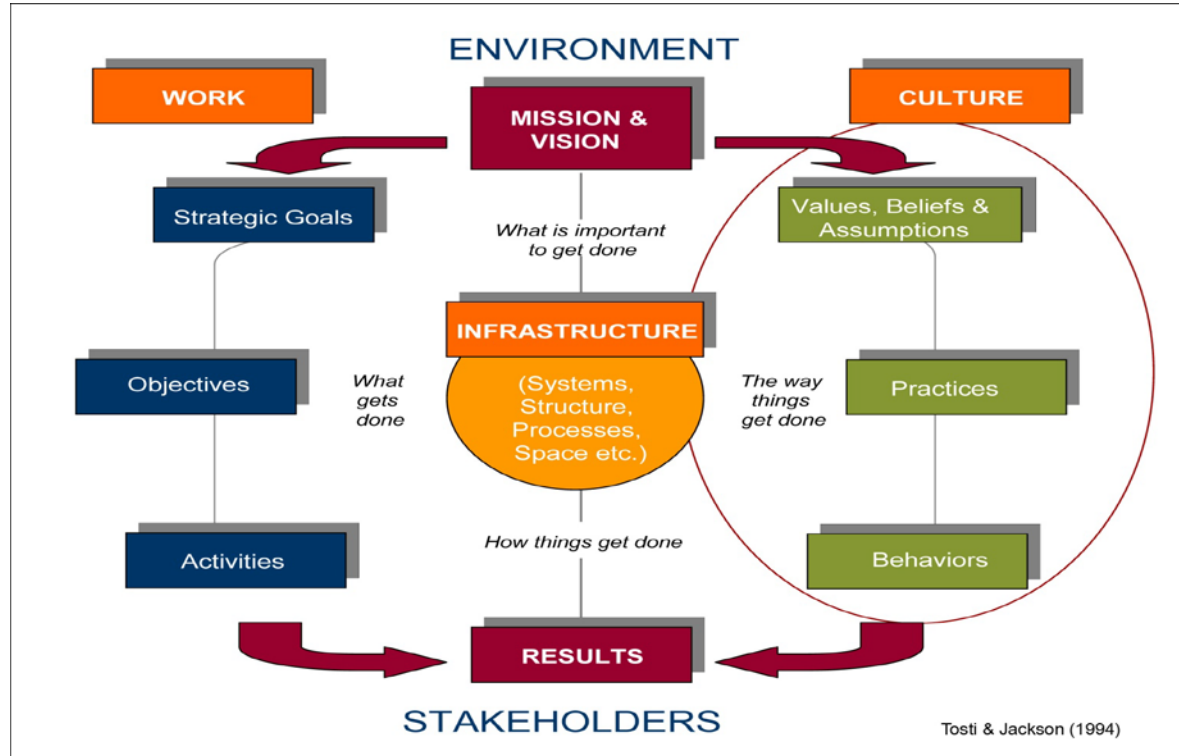 ENVIRONMENT
WORK
MISSION &
VISION
CULTURE
Strategic Goals
What is important
to get done
Values, Beliefs &
Assumptions
INFRASTRUCTURE
(Systems,
Structure,
Processes,
Space etc.)
Objectives
What
gets
done
The way
things
get done
Practices
Activities
How things get done
Behaviors
RESULTS
STAKEHOLDERS
Tosti & Jackson (1994)